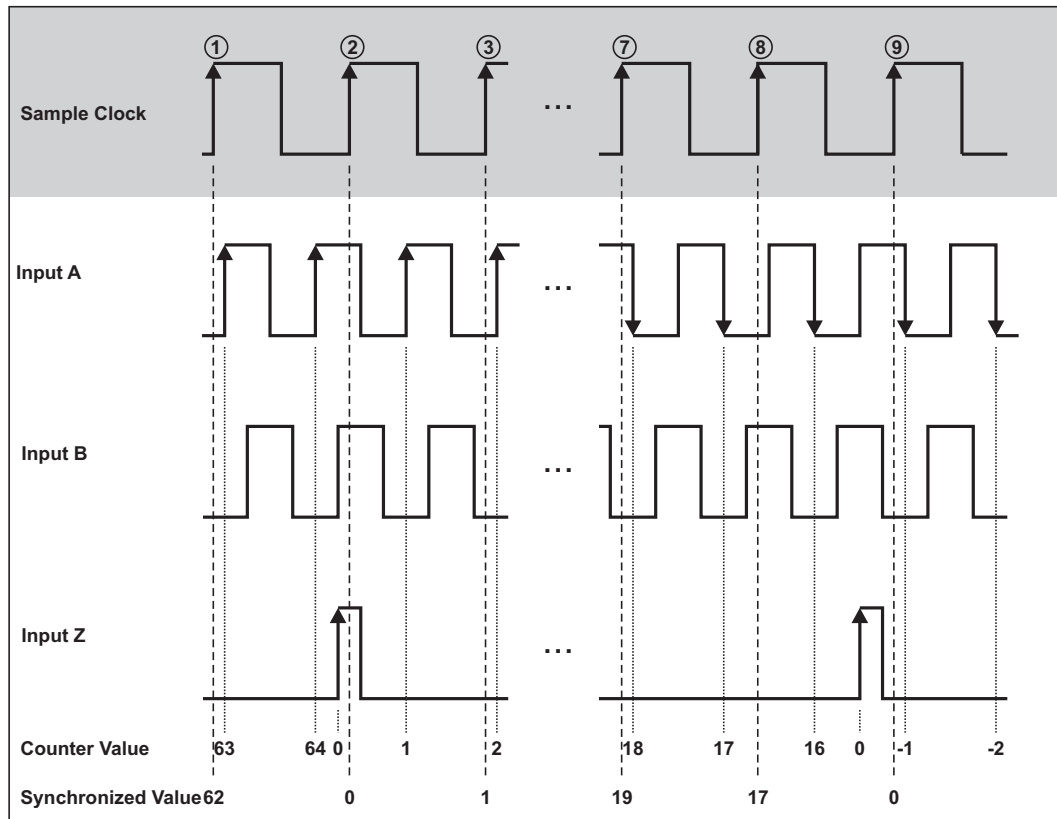 ① ② ③ ⑦ ⑧ ⑨
Sample Clock ...
Input A ...
Input B ...
Input Z ...
Counter Value 63 64 0 1 2 18 17 16 0 -1 -2
Synchronized Value 62 0 1 19 17 0